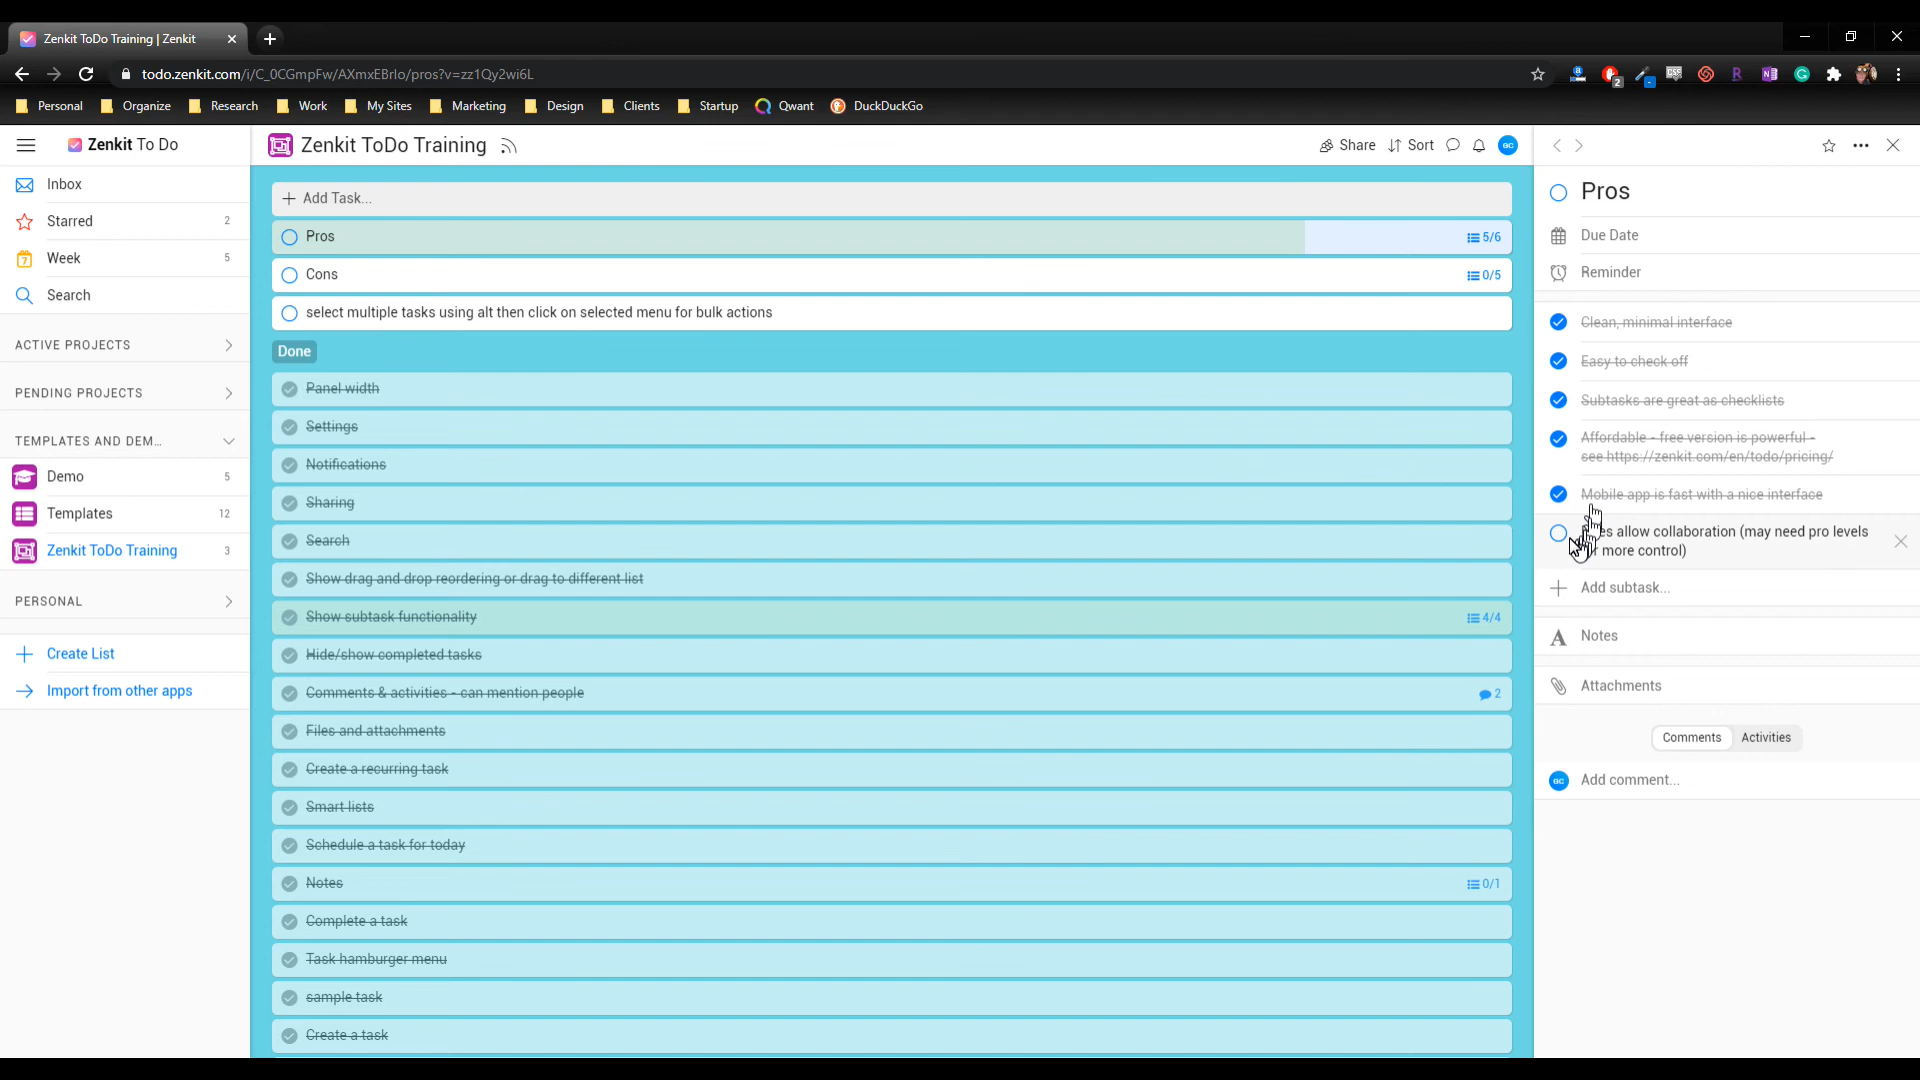 Zenkit ToDo Training | Zenkit
todo.zenkit.com/i/C_0CGmpFw/AXmxEBrlo/pros?v=zz1Qy2wi6L
2
Personal
Organize
Research
Work
My Sites
Marketing
Design
Clients
Startup
Qwant
DuckDuckGo
Zenkit To Do
Inbox
Starred 2
7
Week 5
Search
ACTIVE PROJECTS
PENDING PROJECTS
TEMPLATES AND DEM...
Demo 5
Templates 12
Zenkit ToDo Training 3
PERSONAL
Create List
Import from other apps
Zenkit ToDo Training
Share
Sort
GC
Add Task...
Pros 5/6
Cons 0/5
select multiple tasks using alt then click on selected menu for bulk actions
Done
Panel width
Settings
Notifications
Sharing
Search
Show drag and drop reordering or drag to different list
Show subtask functionality 4/4
Hide/show completed tasks
Comments & activities - can mention people 2
Files and attachments
Create a recurring task
Smart lists
Schedule a task for today
Notes 0/1
Complete a task
Task hamburger menu
sample task
Create a task
Pros
Due Date
Reminder
Clean, minimal interface
Easy to check off
Subtasks are great as checklists
Affordable - free version is powerful -
see https://zenkit.com/en/todo/pricing/
Mobile app is fast with a nice interface
allow collaboration (may need pro levels
more control)
Add subtask...
Notes
Attachments
Comments
Activities
GC
Add comment...